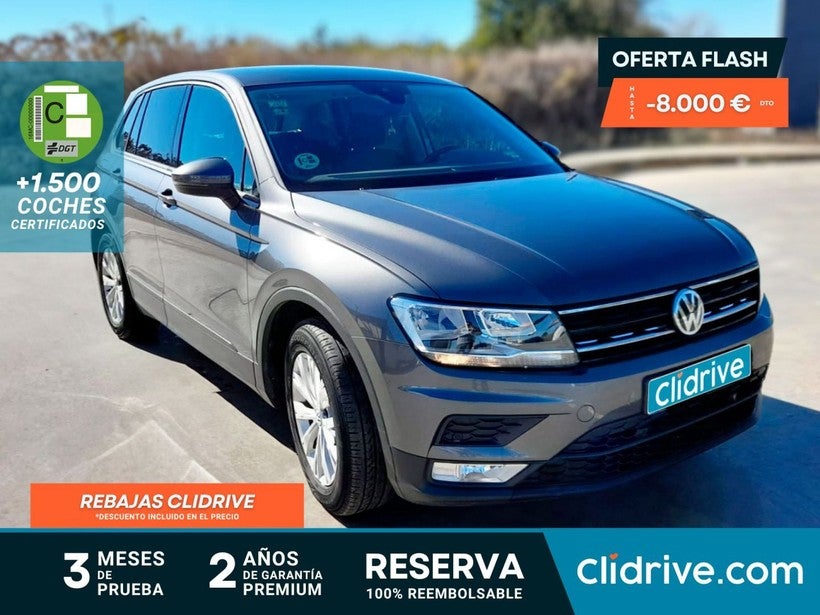 C
DGT
+1.500
COCHES
CERTIFICADOS
OFERTA FLASH
HASTA
-8.000 €
DTO
C
clidrive
REBAJAS CLIDRIVE
*DESCUENTO INCLUIDO EN EL PRECIO
3 MESES
DE
PRUEBA
2 AÑOS
DE GARANTÍA
PREMIUM
RESERVA
100% REEMBOLSABLE
Clidrive.com